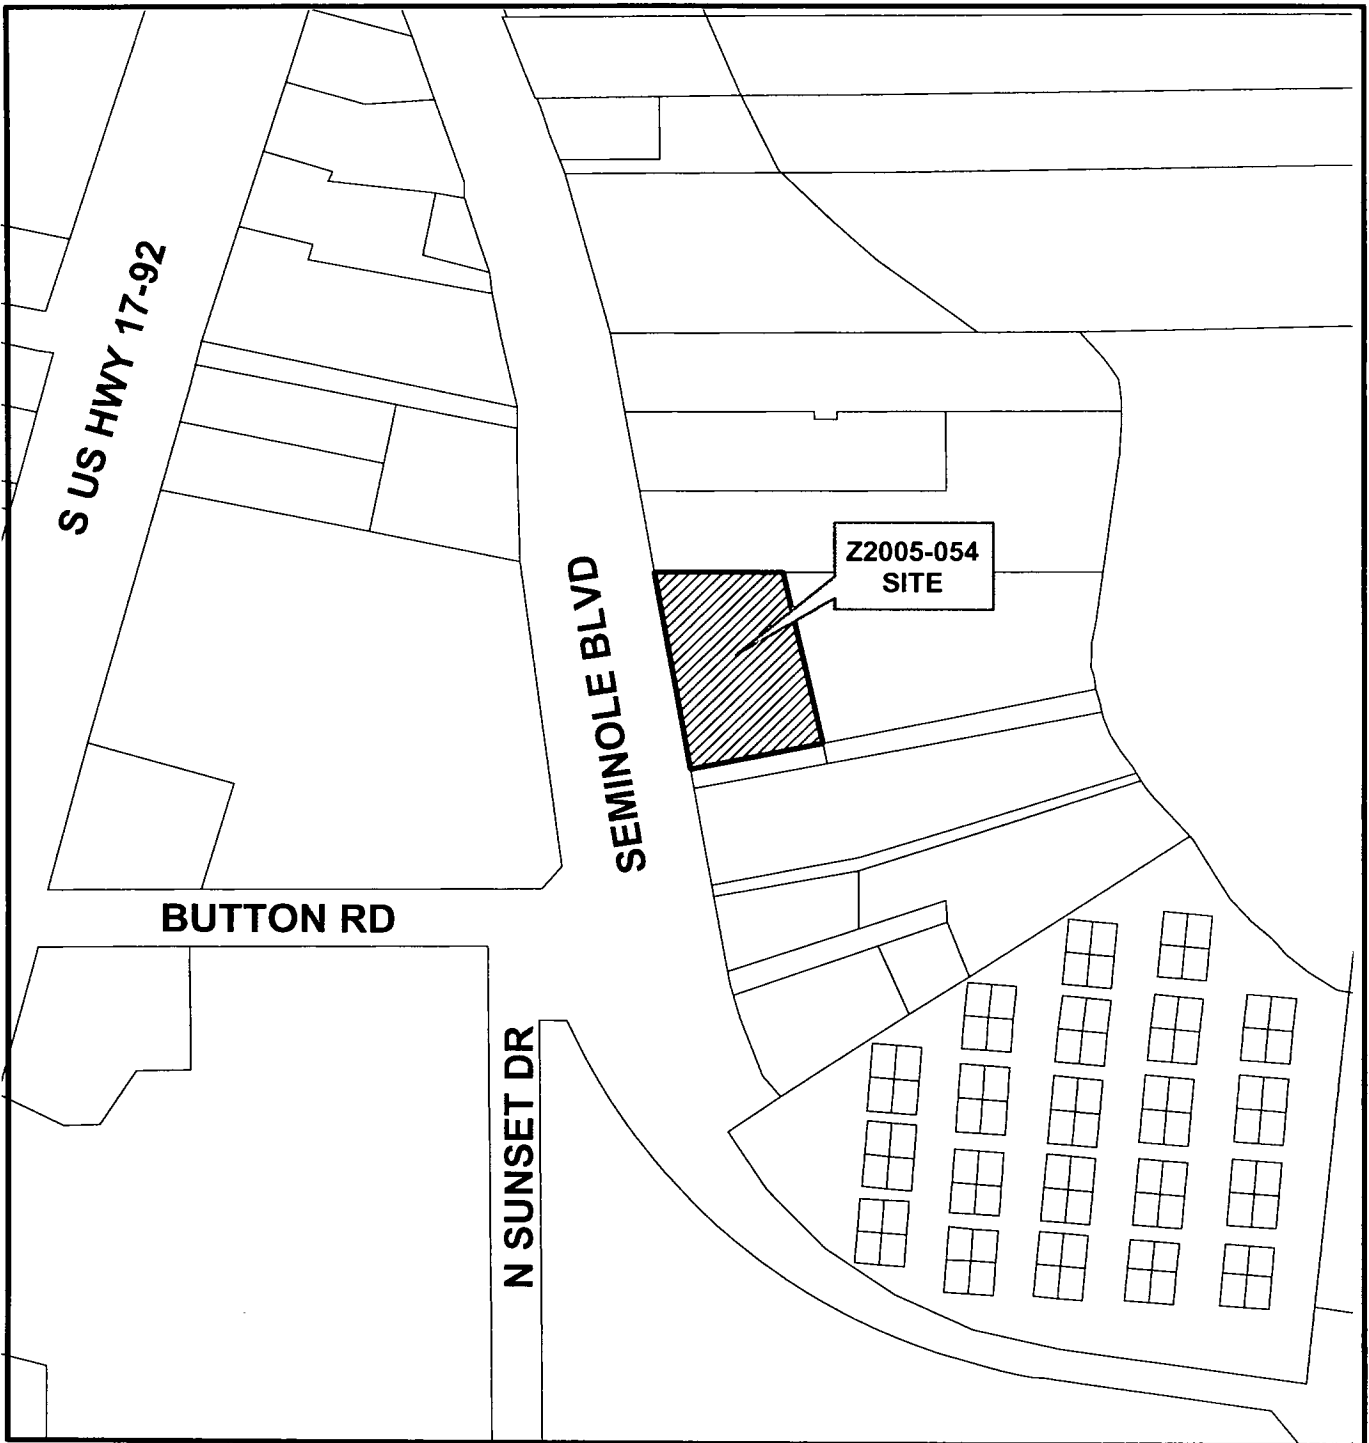 S US HWY 17-92
Z2005-054
SITE
SEMINOLE BLVD
BUTTON RD
N SUNSET DR